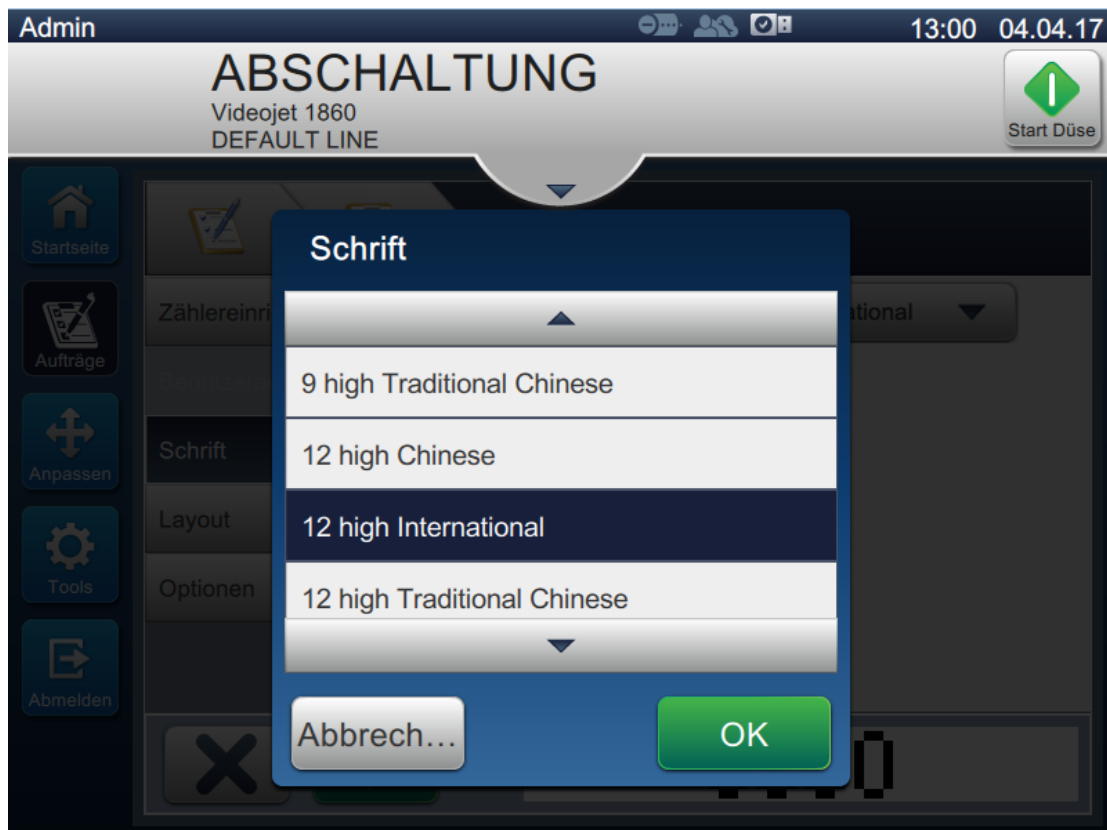 Admin 13:00 04.04.17
ABSCHALTUNG
Videojet 1860
DEFAULT LINE
Start Düse
Startseite
Schrift
Zählereinri
ational
9 high Traditional Chinese
Aufträge
12 high Chinese
Schrift
Anpassen
12 high International
Layout
12 high Traditional Chinese
Tools
Optionen
Abmelden
Abbrech...
OK